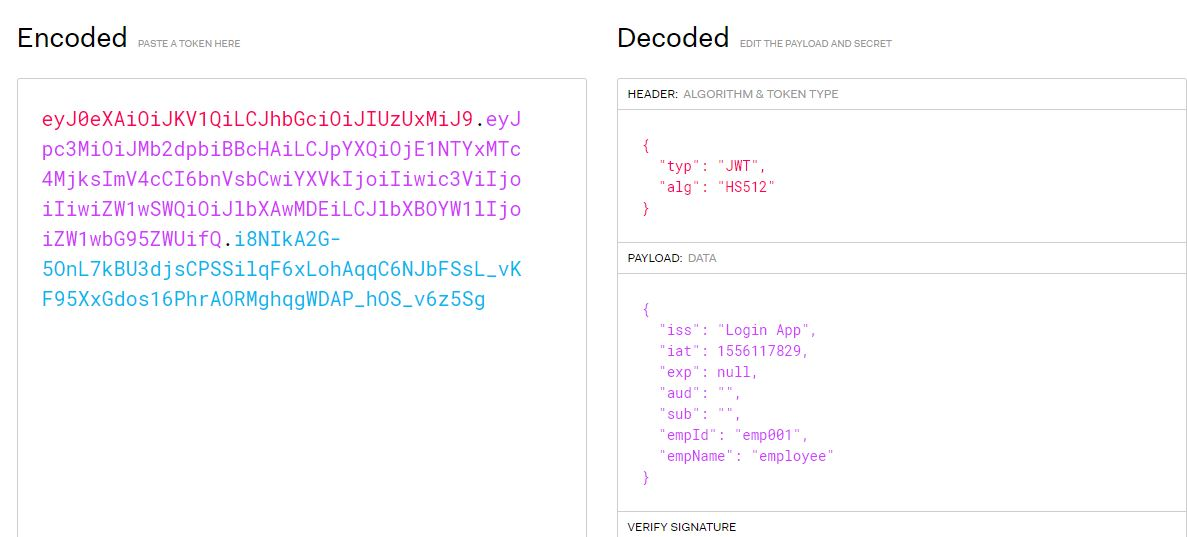 Encoded PASTE A TOKEN HERE
eyJ0eXAiOiJKV1QiLCJhbGciOiJIUzUxMiJ9.eyJ
pc3MiOiJMb2dpbiBBcHAiLCJpYXQiOjE1NTYxMTc
4MjksImV4cCI6bnVsbCwiYXVkIjoiIiwic3ViIjo
iIiwiZW1wSWQiOiJlbXAwMDEiLCJlbXBOYW1lIjo
iZW1wbG95ZWUifQ.i8NIkA2G-
5OnL7kBU3djsCPSSilqF6xLohAqqC6NJbFSsL_vK
F95XxGdos16PhrAORMghqgWDAP_hOS_v6z5Sg
Decoded EDIT THE PAYLOAD AND SECRET
HEADER: ALGORITHM & TOKEN TYPE
{
"typ": "JWT",
"alg": "HS512"
}
PAYLOAD: DATA
{
"iss": "Login App",
"iat": 1556117829,
"exp": null,
"aud": "",
"sub": "",
"empId": "emp001",
"empName": "employee"
}
VERIFY SIGNATURE